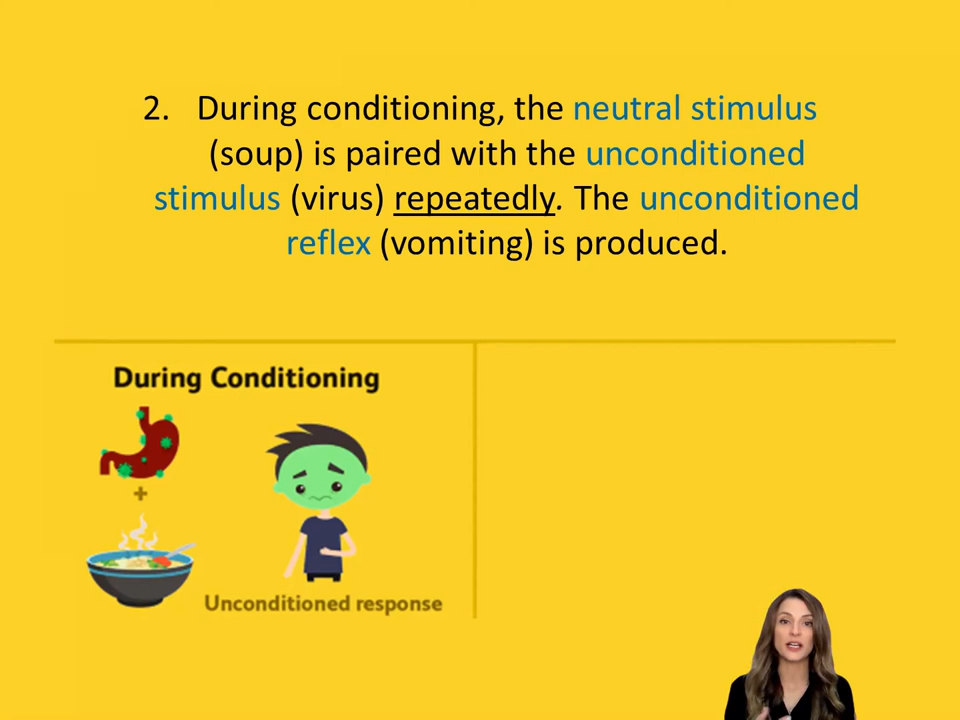 2. During conditioning, the neutral stimulus
(soup) is paired with the unconditioned
stimulus (virus) repeatedly. The unconditioned
reflex (vomiting) is produced.
During Conditioning
+
Unconditioned response